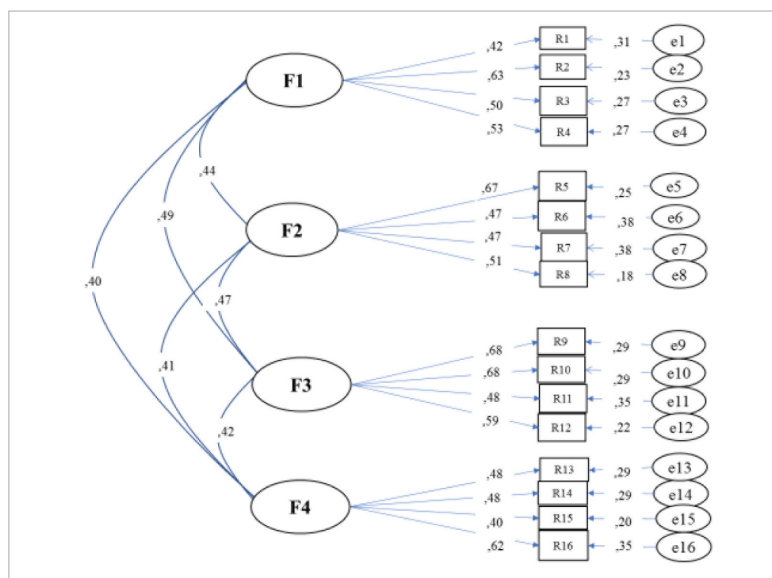 ,42 R1 ,31 e1
F1 ,63 R2 ,23 e2
,50 R3 ,27 e3
,53 R4 ,27 e4
,44
,67 R5 ,25 e5
,49 ,47 R6 ,38 e6
F2 ,47 R7 ,38 e7
,51 R8 ,18 e8
,40
,47
,68 R9 ,29 e9
,41 ,68 R10 ,29 e10
F3 ,48 R11 ,35 e11
,59 R12 ,22 e12
,42
,48 R13 ,29 e13
,48 R14 ,29 e14
F4 ,40 R15 ,20 e15
,62 R16 ,35 e16